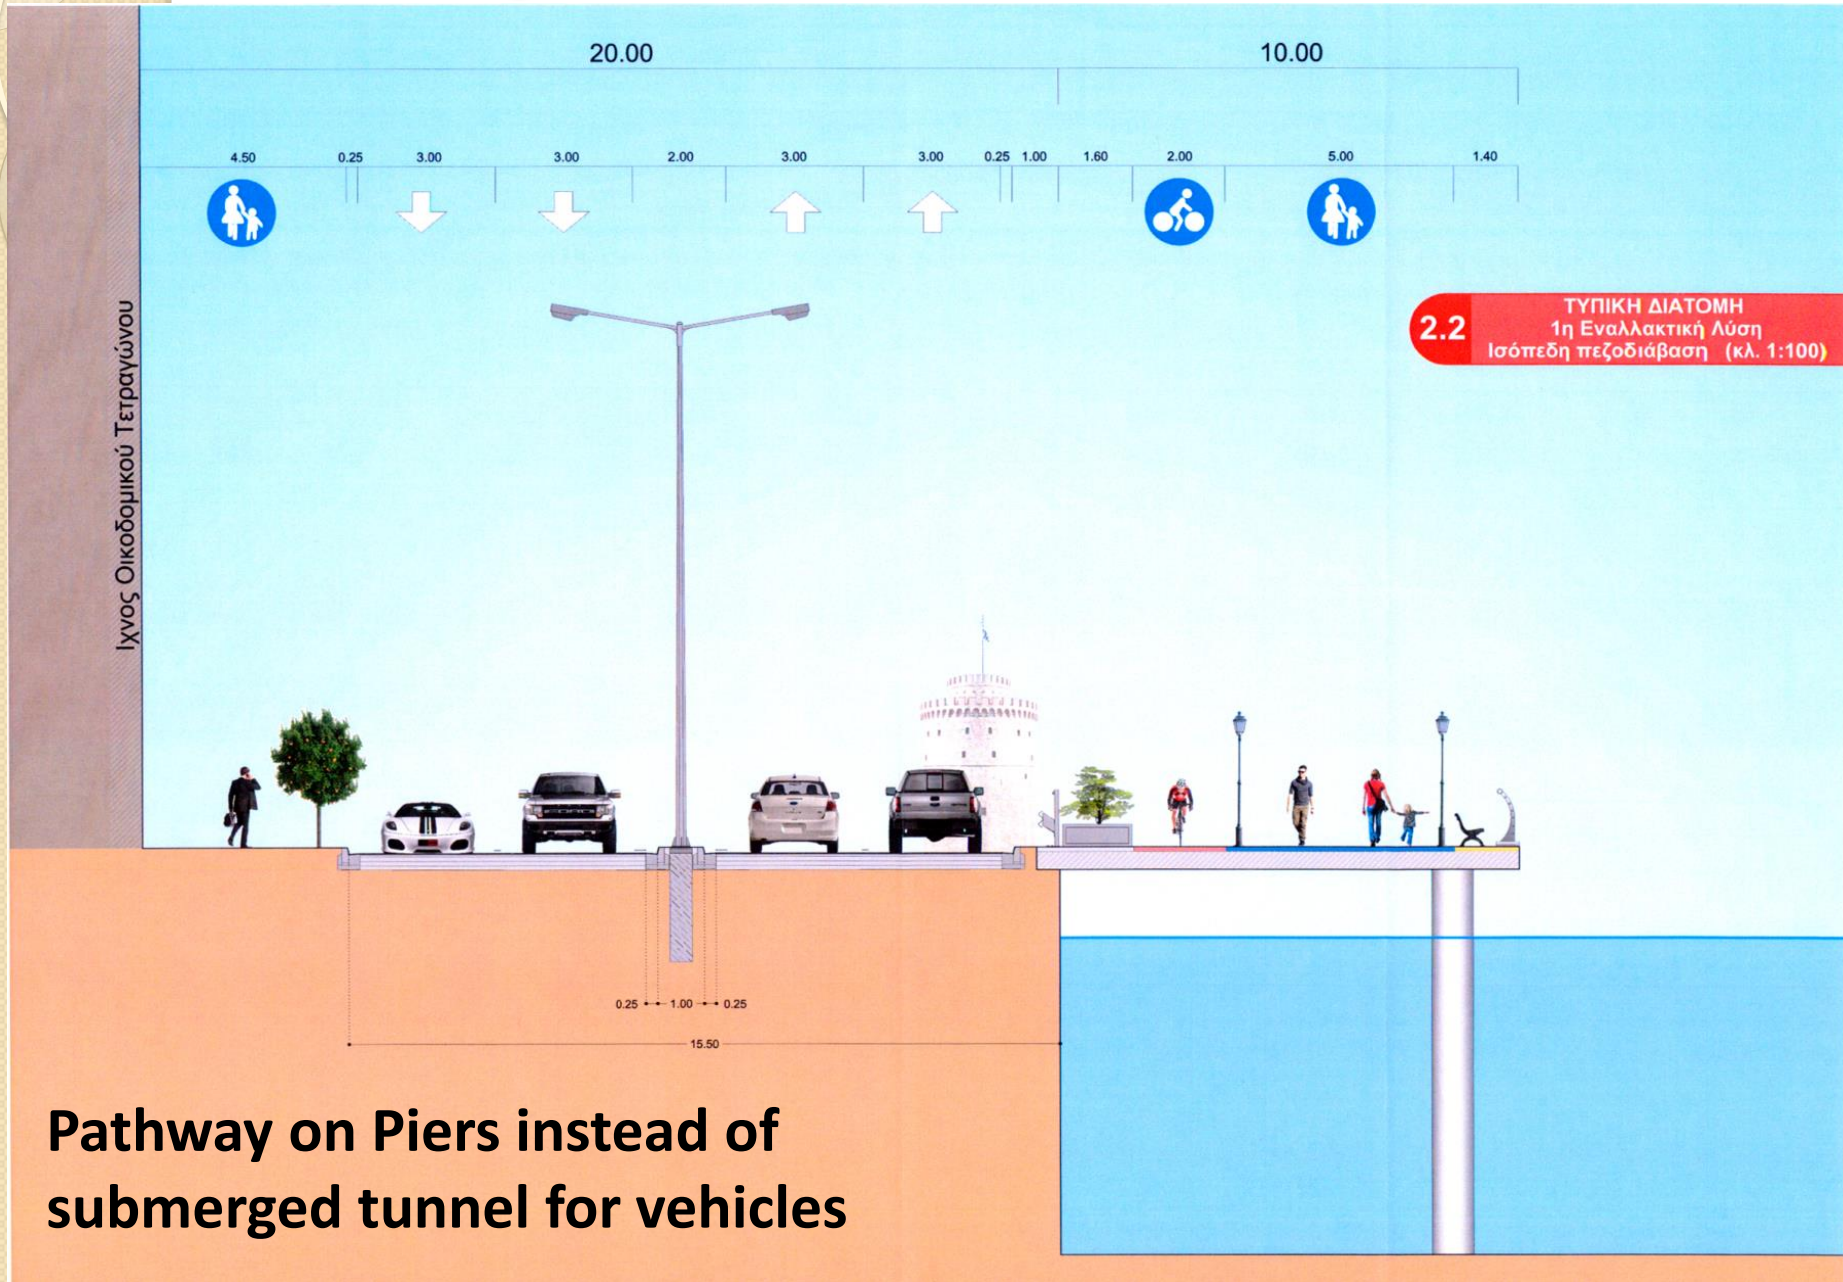 20.00 10.00
4.50 0.25 3.00 3.00 2.00 3.00 3.00 0.25 1.00 1.60 2.00 5.00 1.40
2.2
ΤΥΠΙΚΗ ΔΙΑΤΟΜΗ
1η Εναλλακτική Λύση
Ισόπεδη πεζοδιάβαση (κλ. 1:100)
Ιχνος Οικοδομικού Τετραγώνου
0.25 1.00 0.25
15.50
Pathway on Piers instead of
submerged tunnel for vehicles